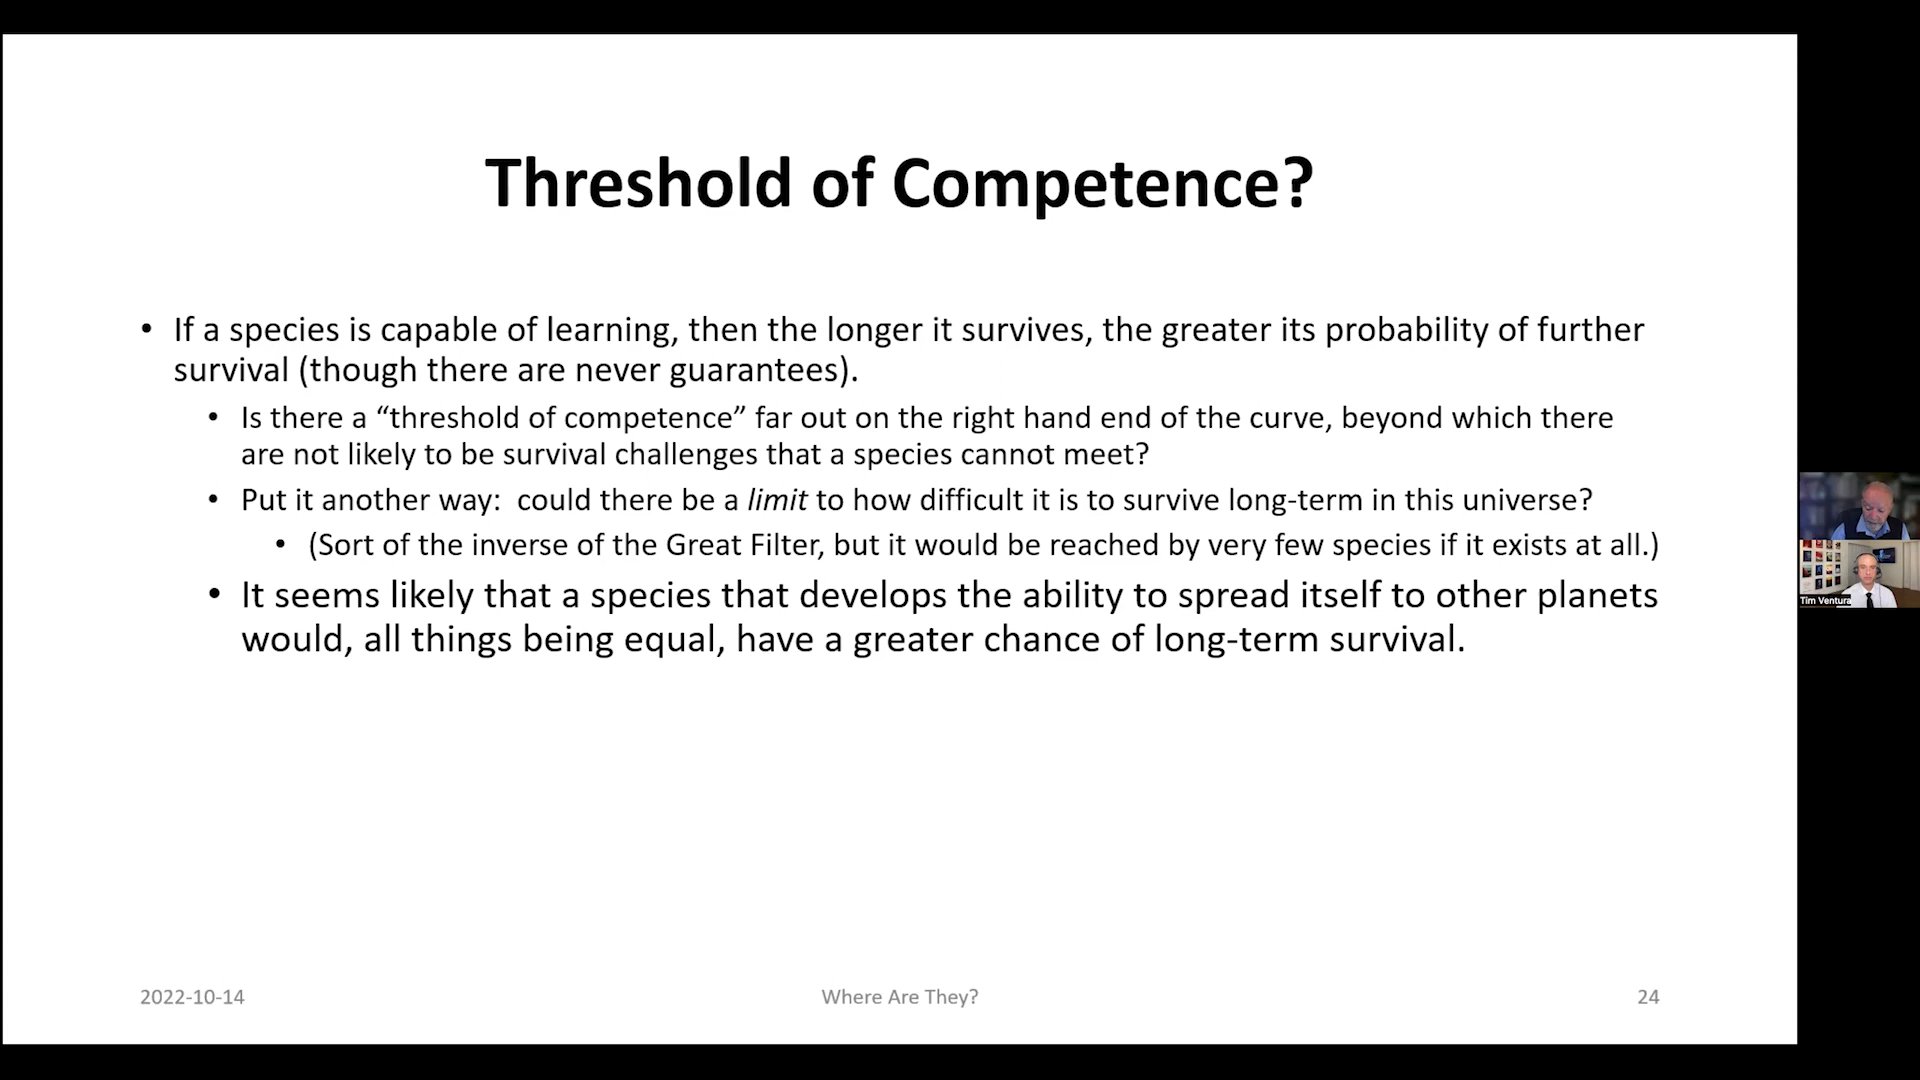 Threshold of Competence?
• If a species is capable of learning, then the longer it survives, the greater its probability of further
survival (though there are never guarantees).
• Is there a “threshold of competence” far out on the right hand end of the curve, beyond which there
are not likely to be survival challenges that a species cannot meet?
• Put it another way:  could there be a limit to how difficult it is to survive long-term in this universe?
• (Sort of the inverse of the Great Filter, but it would be reached by very few species if it exists at all.)
• It seems likely that a species that develops the ability to spread itself to other planets
would, all things being equal, have a greater chance of long-term survival.
Tim Ventura
2022-10-14
Where Are They?
24